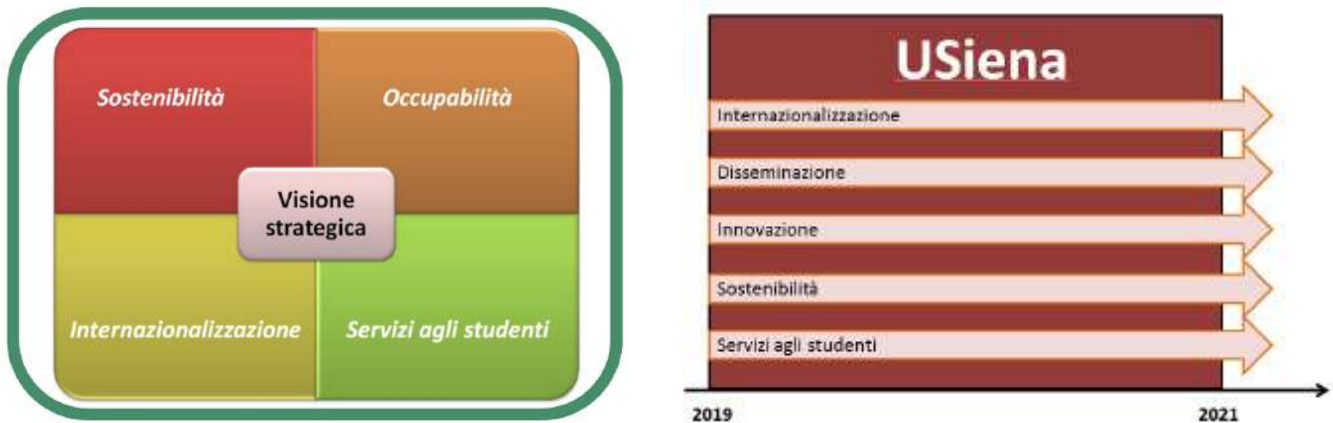 Sostenibilità
Occupabilità
Visione
strategica
Internazionalizzazione
Servizi agli studenti
USiena
Internazionalizzazione
Disseminazione
Innovazione
Sostenibilità
Servizi agli studenti
2019
2021